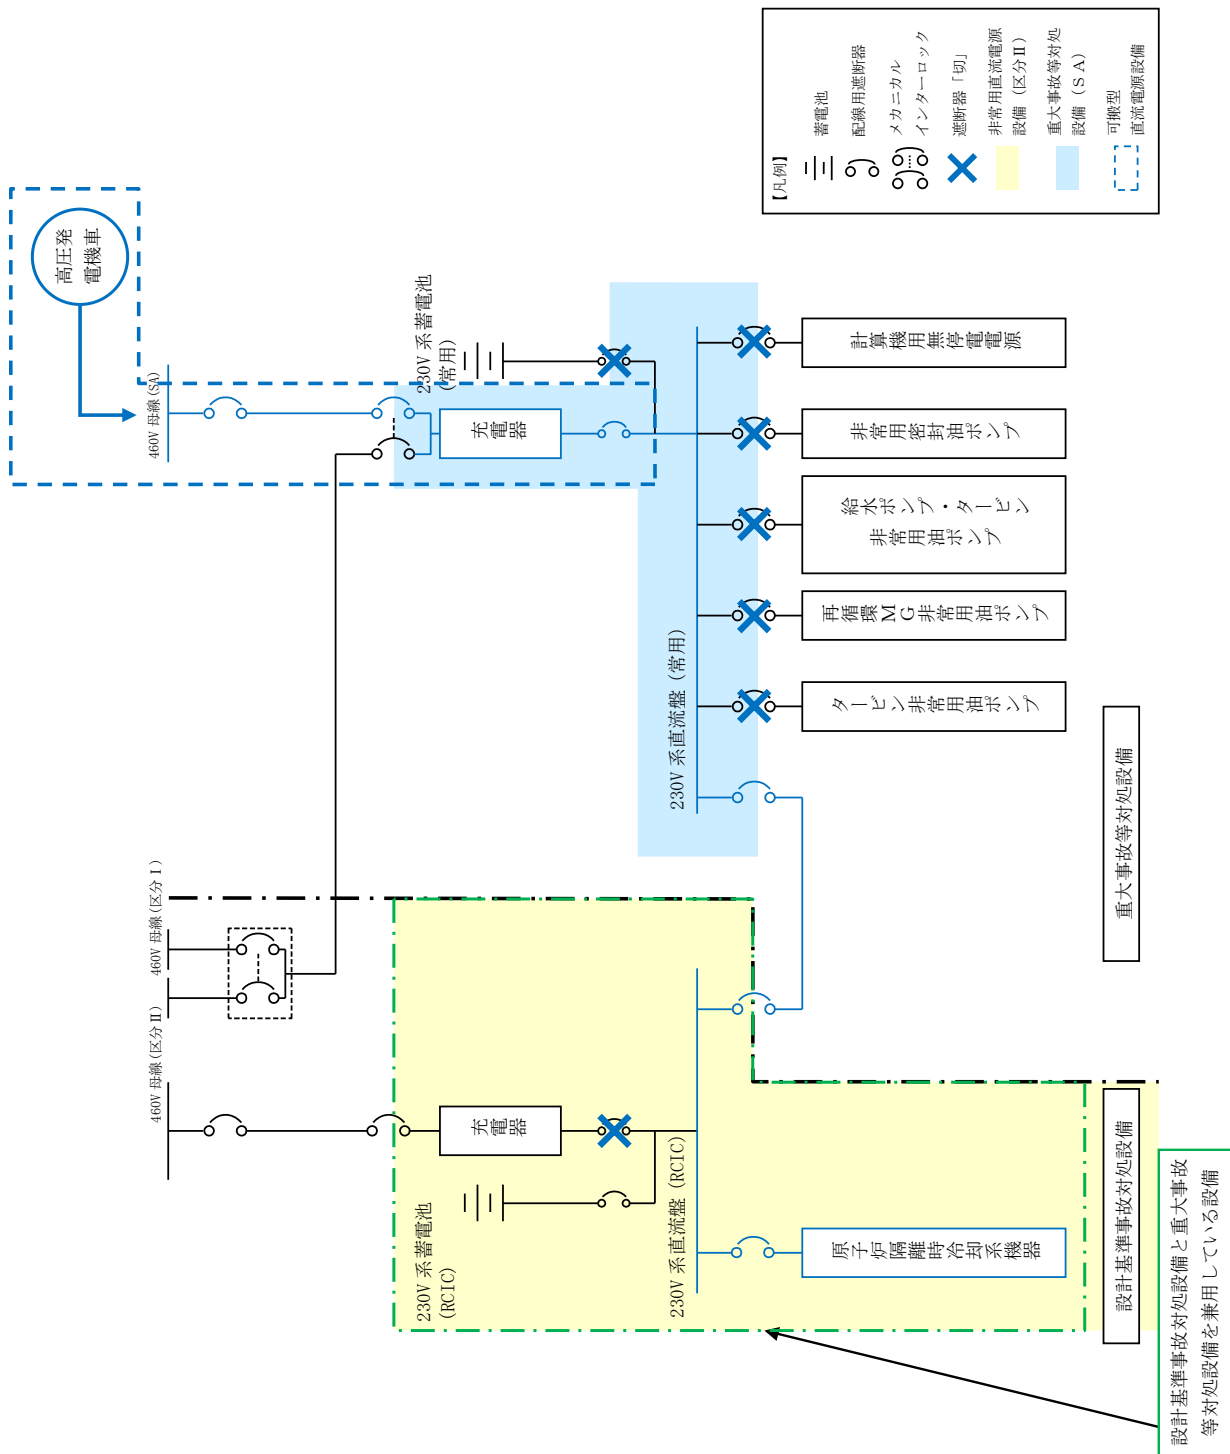 【凡例】
蓄電池
配線用遮断器
メカニカル
インターロック
遮断器「切」
非常用直流電源
設備（区分Ⅱ）
重大事故等対処
設備（ＳＡ）
可搬型
直流電源設備
高圧発
電機車
460V 母線(SA)
230V 系蓄電池
(常用)
充電器
計算機用無停電電源
非常用密封油ポンプ
給水ポンプ・タービン
非常用油ポンプ
再循環ＭＧ非常用油ポンプ
タービン非常用油ポンプ
230V 系直流盤（常用）
重大事故等対処設備
460V 母線(区分Ⅰ)
460V 母線(区分Ⅱ)
充電器
230V 系蓄電池
(RCIC)
230V 系直流盤（RCIC）
原子炉隔離時冷却系機器
設計基準事故対処設備
設計基準事故対処設備と重大事故
等対処設備を兼用している設備